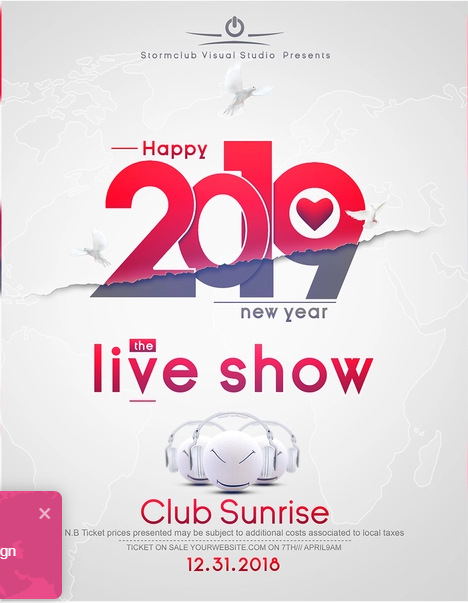 Stormclub Visual Studio Presents
Happy
2019
new year
the
live show
Club Sunrise
N.B Ticket prices presented may be subject to additional costs associated to local taxes
TICKET ON SALE YOURWEBSITE.COM ON 7TH/// APRIL9AM
12.31.2018
×
gn